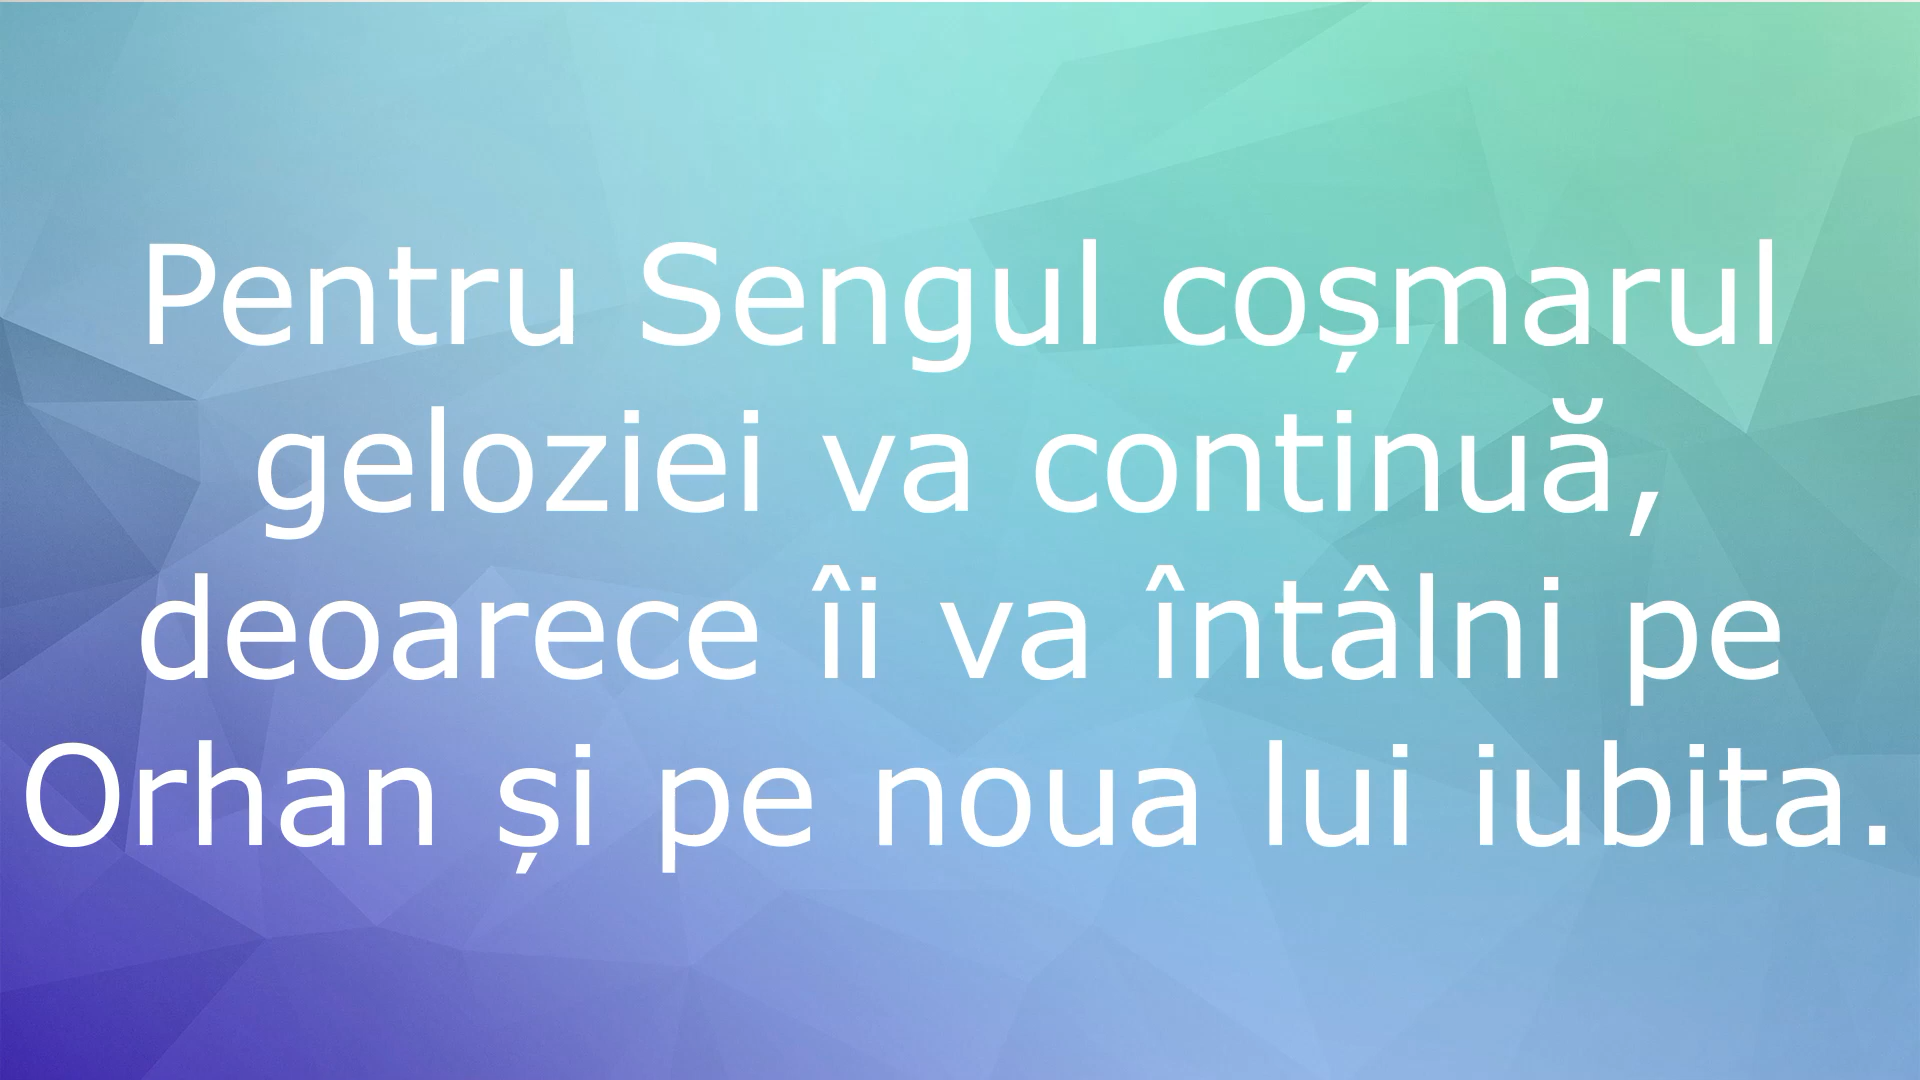 Pentru Sengul coșmarul
geloziei va continuă,
deoarece îi va întâlni pe
Orhan și pe noua lui iubita.